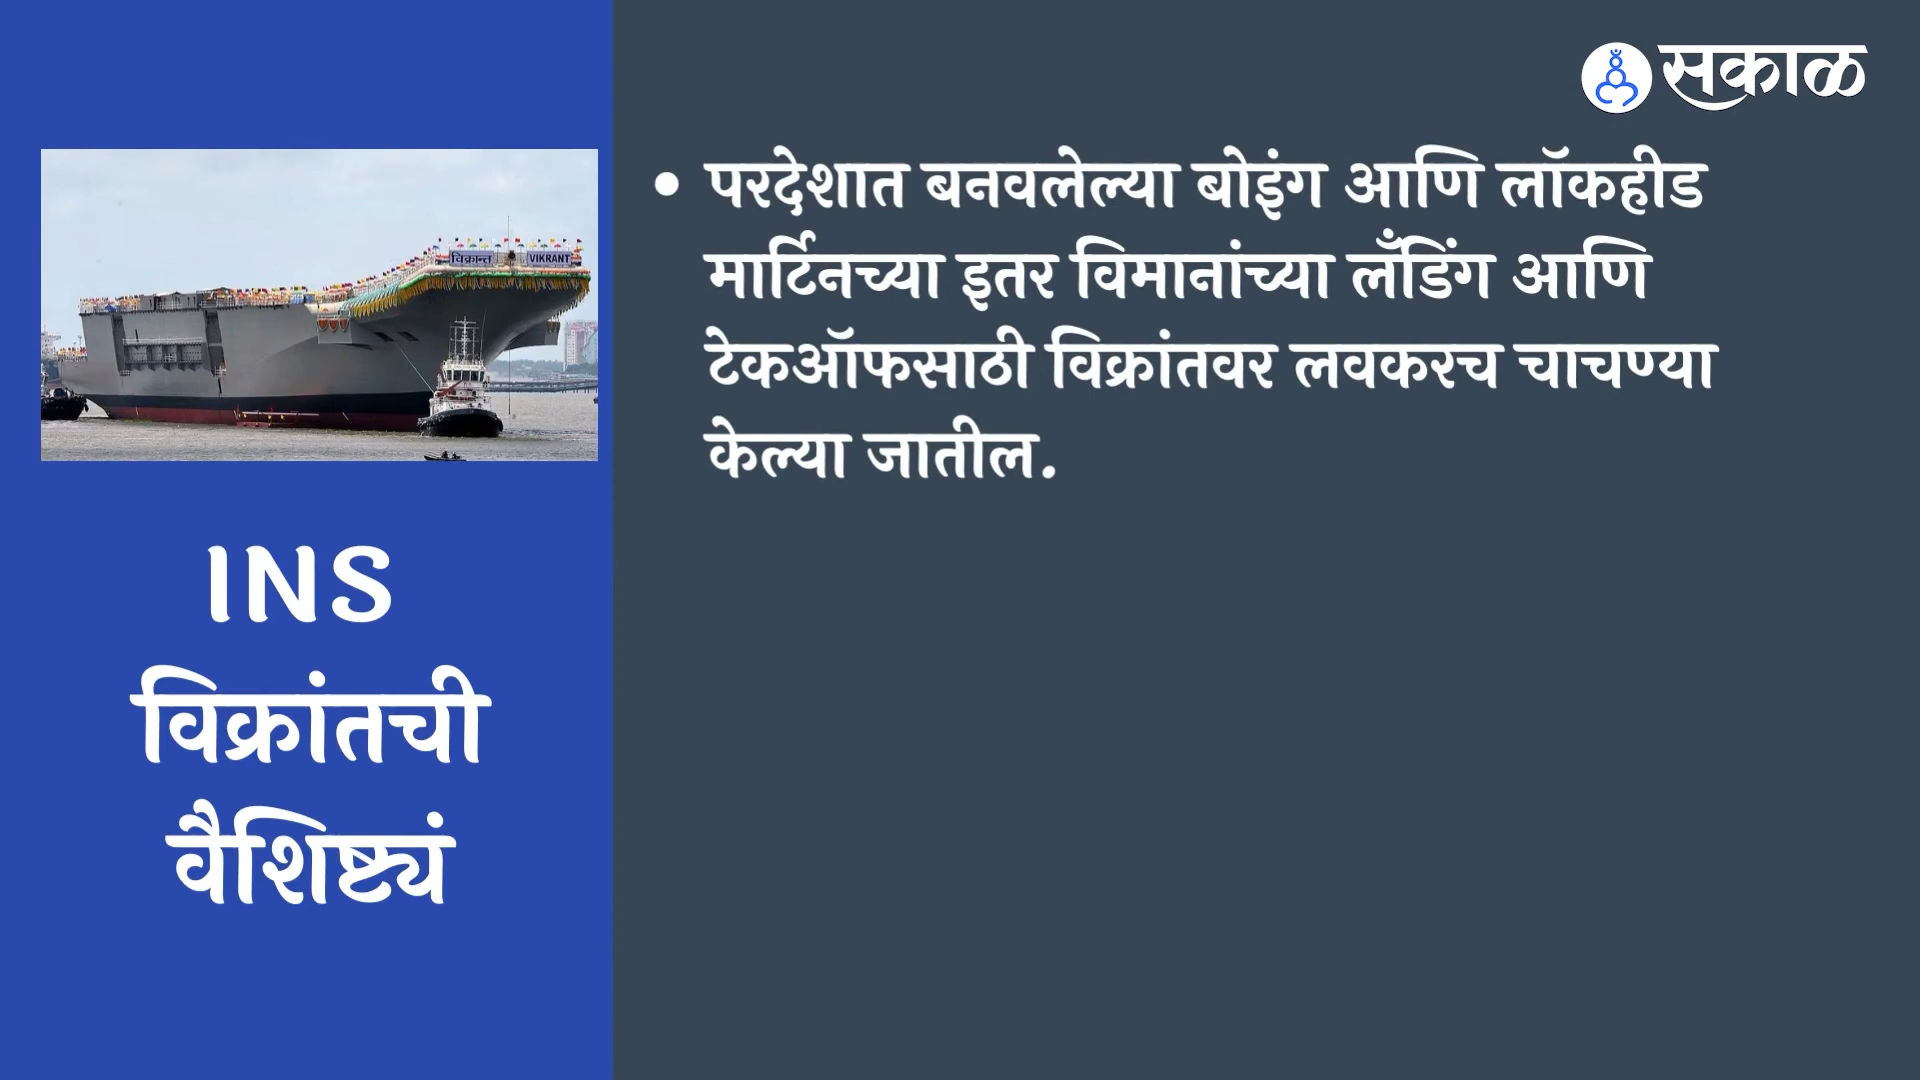 सकाळ
विक्रान्त VIKRANT
INS
विक्रांतची
वैशिष्ट्यं
• परदेशात बनवलेल्या बोइंग आणि लॉकहीड
मार्टिनच्या इतर विमानांच्या लँडिंग आणि
टेकऑफसाठी विक्रांतवर लवकरच चाचण्या
केल्या जातील.